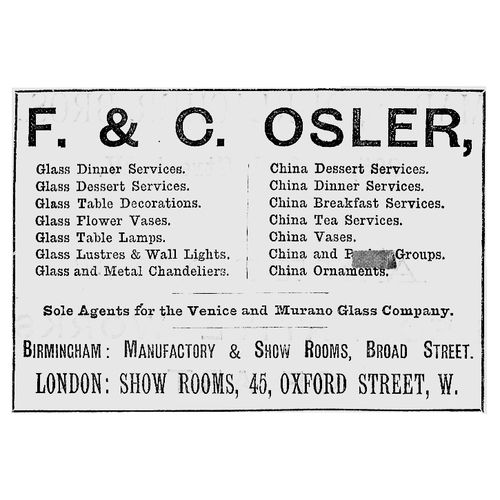 F. & C. OSLER,
Glass Dinner Services.
Glass Dessert Services.
Glass Table Decorations.
Glass Flower Vases.
Glass Table Lamps.
Glass Lustres & Wall Lights.
Glass and Metal Chandeliers.
China Dessert Services.
China Dinner Services.
China Breakfast Services.
China Tea Services.
China Vases.
China and Groups.
China Ornaments.
Sole Agents for the Venice and Murano Glass Company.
BIRMINGHAM: MANUFACTORY & SHOW ROOMS, BROAD STREET.
LONDON: SHOW ROOMS, 45, OXFORD STREET, W.